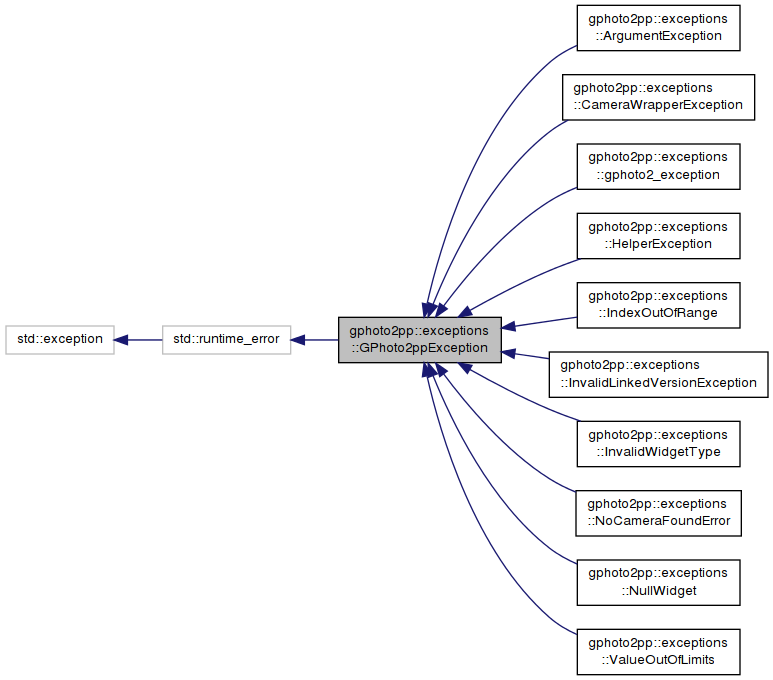 std::exception
std::runtime_error
gphoto2pp::exceptions
::GPhoto2ppException
gphoto2pp::exceptions
::ArgumentException
gphoto2pp::exceptions
::CameraWrapperException
gphoto2pp::exceptions
::gphoto2_exception
gphoto2pp::exceptions
::HelperException
gphoto2pp::exceptions
::IndexOutOfRange
gphoto2pp::exceptions
::InvalidLinkedVersionException
gphoto2pp::exceptions
::InvalidWidgetType
gphoto2pp::exceptions
::NoCameraFoundError
gphoto2pp::exceptions
::NullWidget
gphoto2pp::exceptions
::ValueOutOfLimits